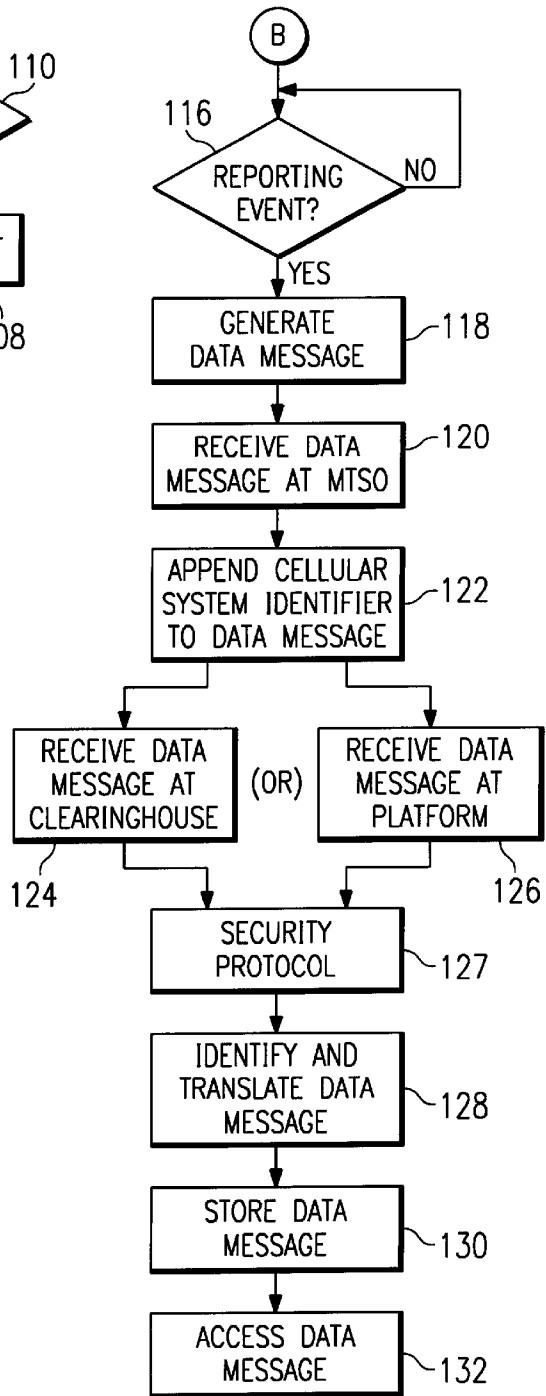 B
110
116
REPORTING
EVENT?
NO
YES
08
GENERATE
DATA MESSAGE
118
RECEIVE DATA
MESSAGE AT MTSO
120
APPEND CELLULAR
SYSTEM IDENTIFIER
TO DATA MESSAGE
122
RECEIVE DATA
MESSAGE AT
CLEARINGHOUSE
124
(OR)
RECEIVE DATA
MESSAGE AT
PLATFORM
126
SECURITY
PROTOCOL
127
IDENTIFY AND
TRANSLATE DATA
MESSAGE
128
STORE DATA
MESSAGE
130
ACCESS DATA
MESSAGE
132